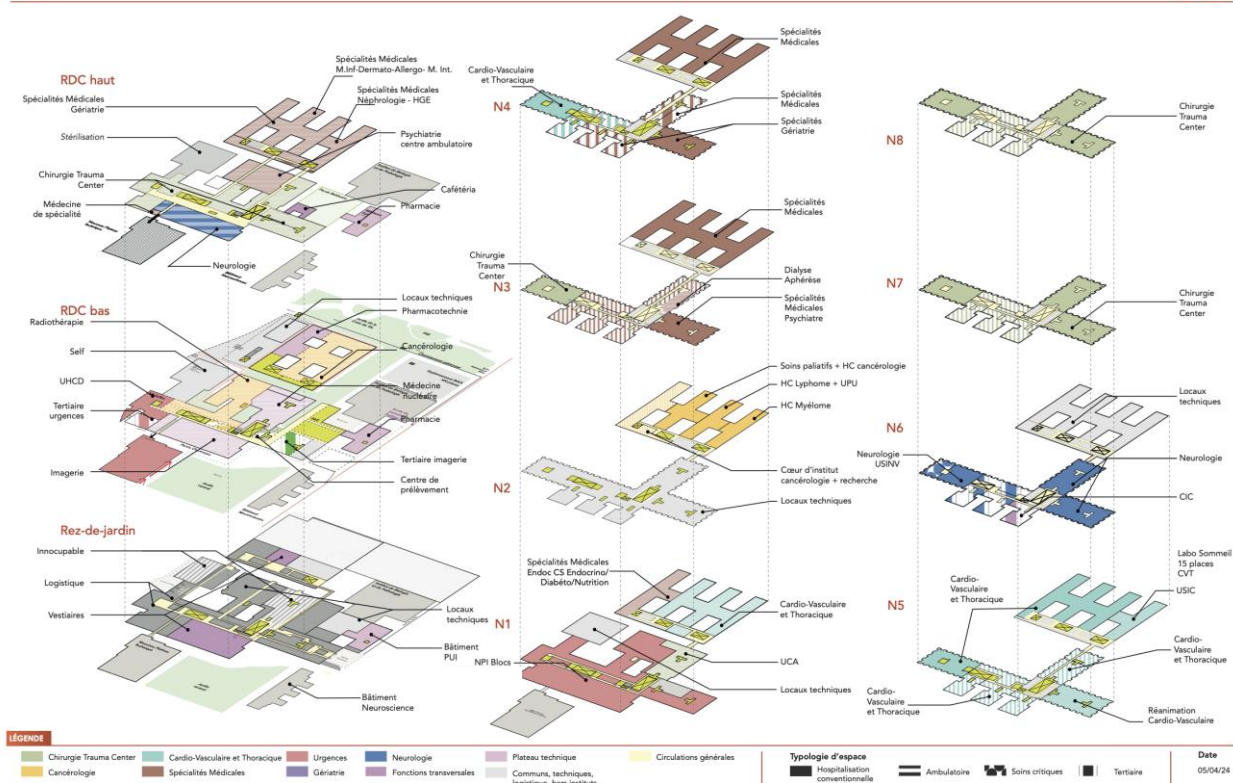 RDC haut
Spécialités Médicales
M.Inf-Dermato-Allergo- M. Int.
Spécialités Médicales
Gériatrie
Spécialités Médicales
Néphrologie - HGE
Stérilisation
Psychiatrie
centre ambulatoire
Chirurgie Trauma
Center
Cafétéria
Médecine
de spécialité
Pharmacie
Neurologie
RDC bas
Locaux techniques
Pharmacotechnie
Radiothérapie
Self
Cancérologie
UHCD
Médecine
nucléaire
Tertiaire
urgences
Pharmacie
Imagerie
Tertiaire imagerie
Centre de
prélèvement
Rez-de-jardin
Innocupable
Logistique
Vestiaires
Locaux
techniques
Bâtiment
PUI
Bâtiment
Neuroscience
N4
Spécialités
Médicales
Cardio-Vasculaire
et Thoracique
Spécialités
Médicales
Spécialités
Gériatrie
N3
Spécialités
Médicales
Chirurgie
Trauma
Center
Dialyse
Aphérèse
Spécialités
Médicales
Psychiatre
N2
Soins paliatifs + HC cancérologie
HC Lyphome + UPU
HC Myélome
Cœur d'institut
cancérologie + recherche
Locaux techniques
N1
Spécialités Médicales
Endoc CS Endocrino/
Diabéto/Nutrition
Cardio-Vasculaire
et Thoracique
NPI Blocs
UCA
Locaux techniques
N8
Chirurgie
Trauma
Center
N7
Chirurgie
Trauma
Center
N6
Locaux
techniques
Neurologie
USINV
Neurologie
CIC
N5
Labo Sommeil
15 places
CVT
Cardio-
Vasculaire
et Thoracique
USIC
Cardio-
Vasculaire
et Thoracique
Cardio-
Vasculaire
et Thoracique
Réanimation
Cardio-Vasculaire
LÉGENDE
Chirurgie Trauma Center
Cardio-Vasculaire et Thoracique
Urgences
Neurologie
Plateau technique
Circulations générales
Cancérologie
Spécialités Médicales
Gériatrie
Fonctions transversales
Communs, techniques,
logistique, hors instituts
Typologie d'espace
Hospitalisation
conventionnelle
Ambulatoire
Soins critiques
Tertiaire
Date
05/04/24